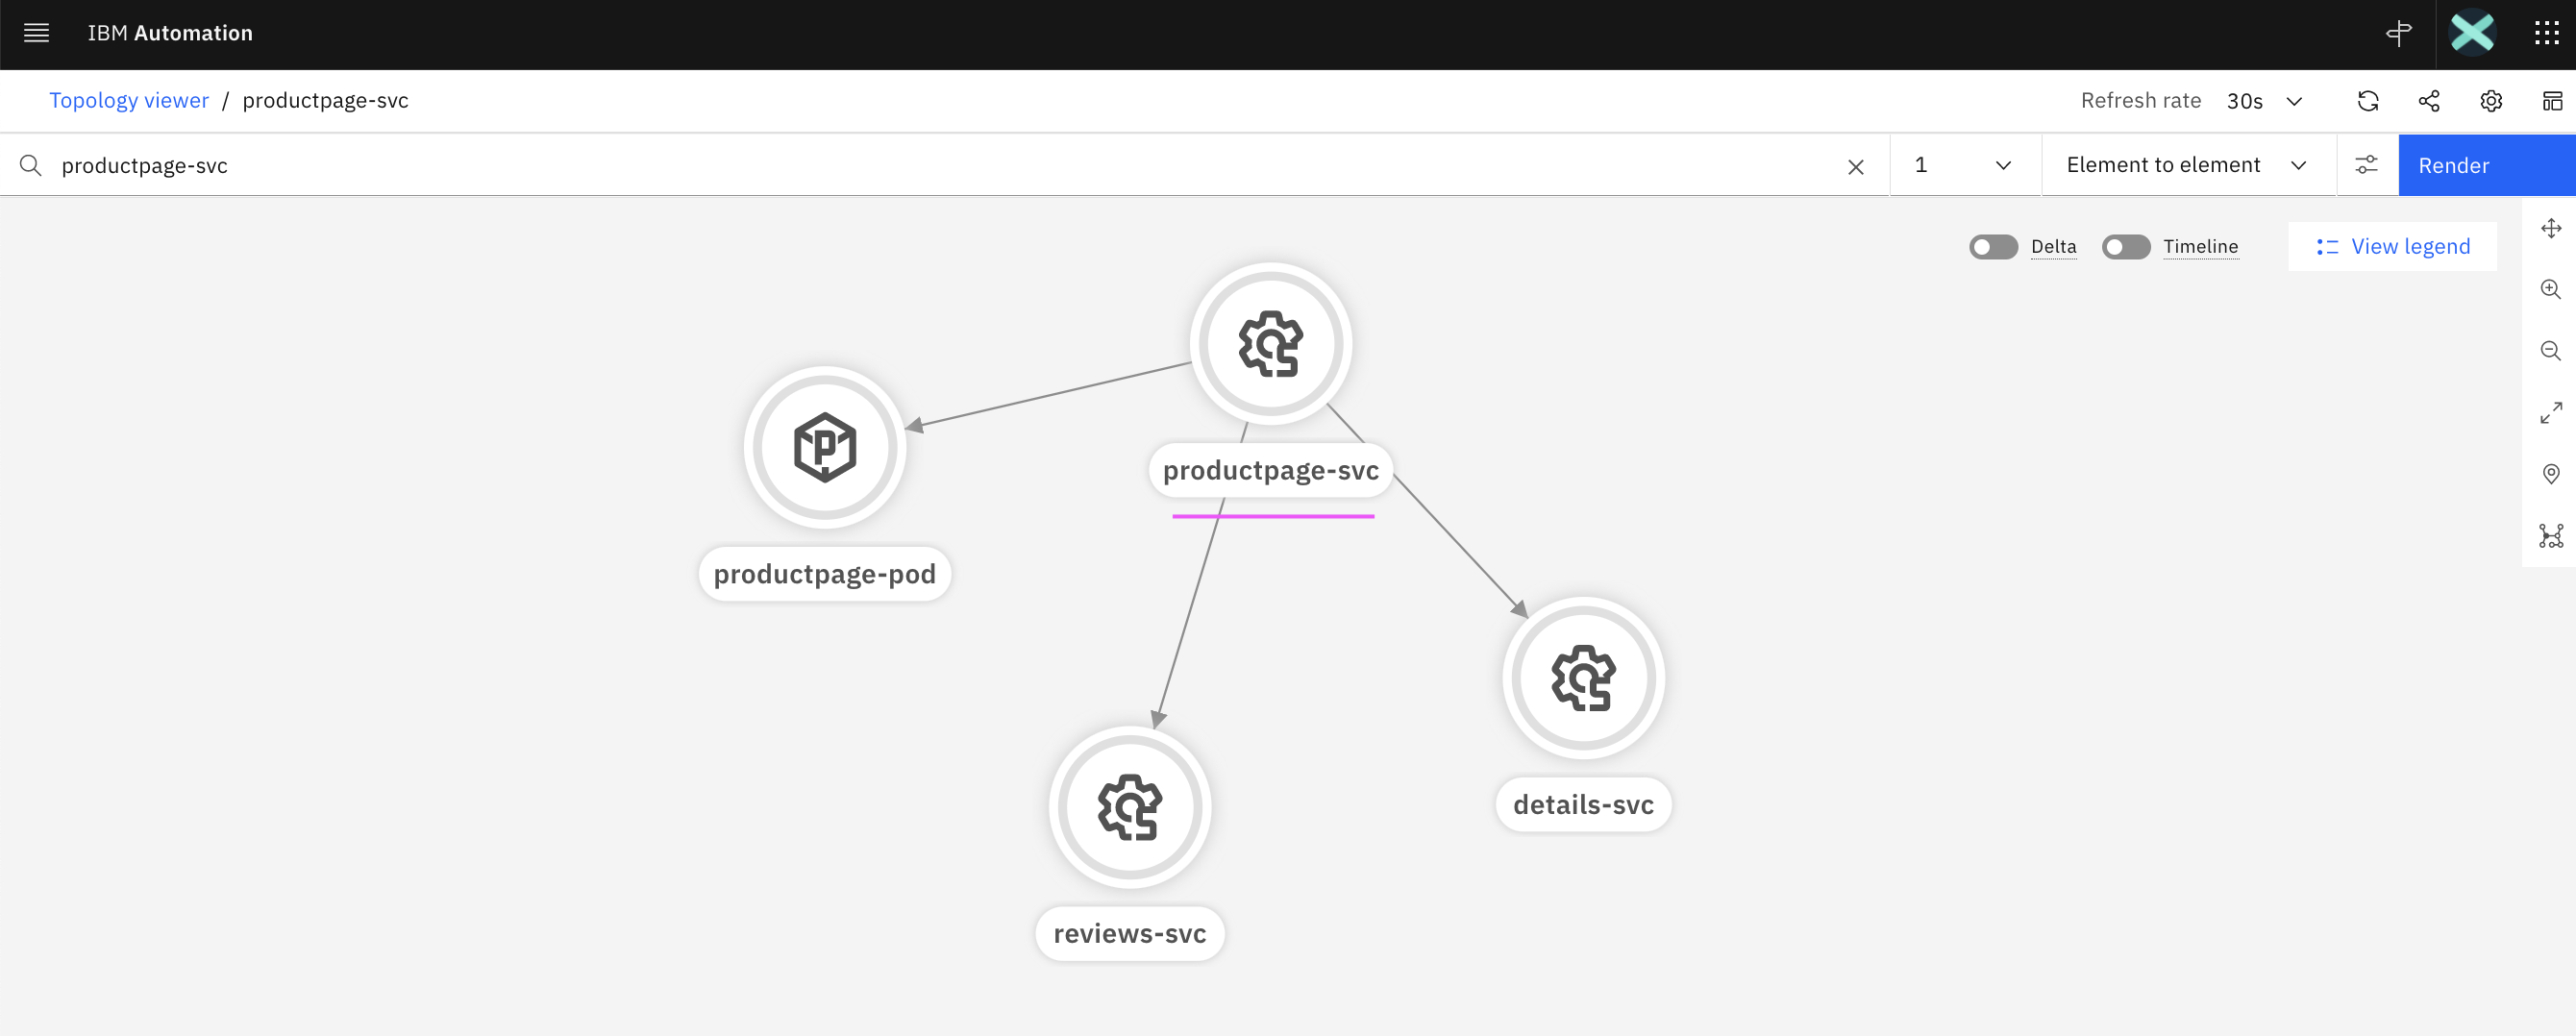 IBM Automation
Topology viewer / productpage-svc
Refresh rate 30s
productpage-svc
1
Element to element
Render
Delta
Timeline
View legend
productpage-svc
productpage-pod
details-svc
reviews-svc